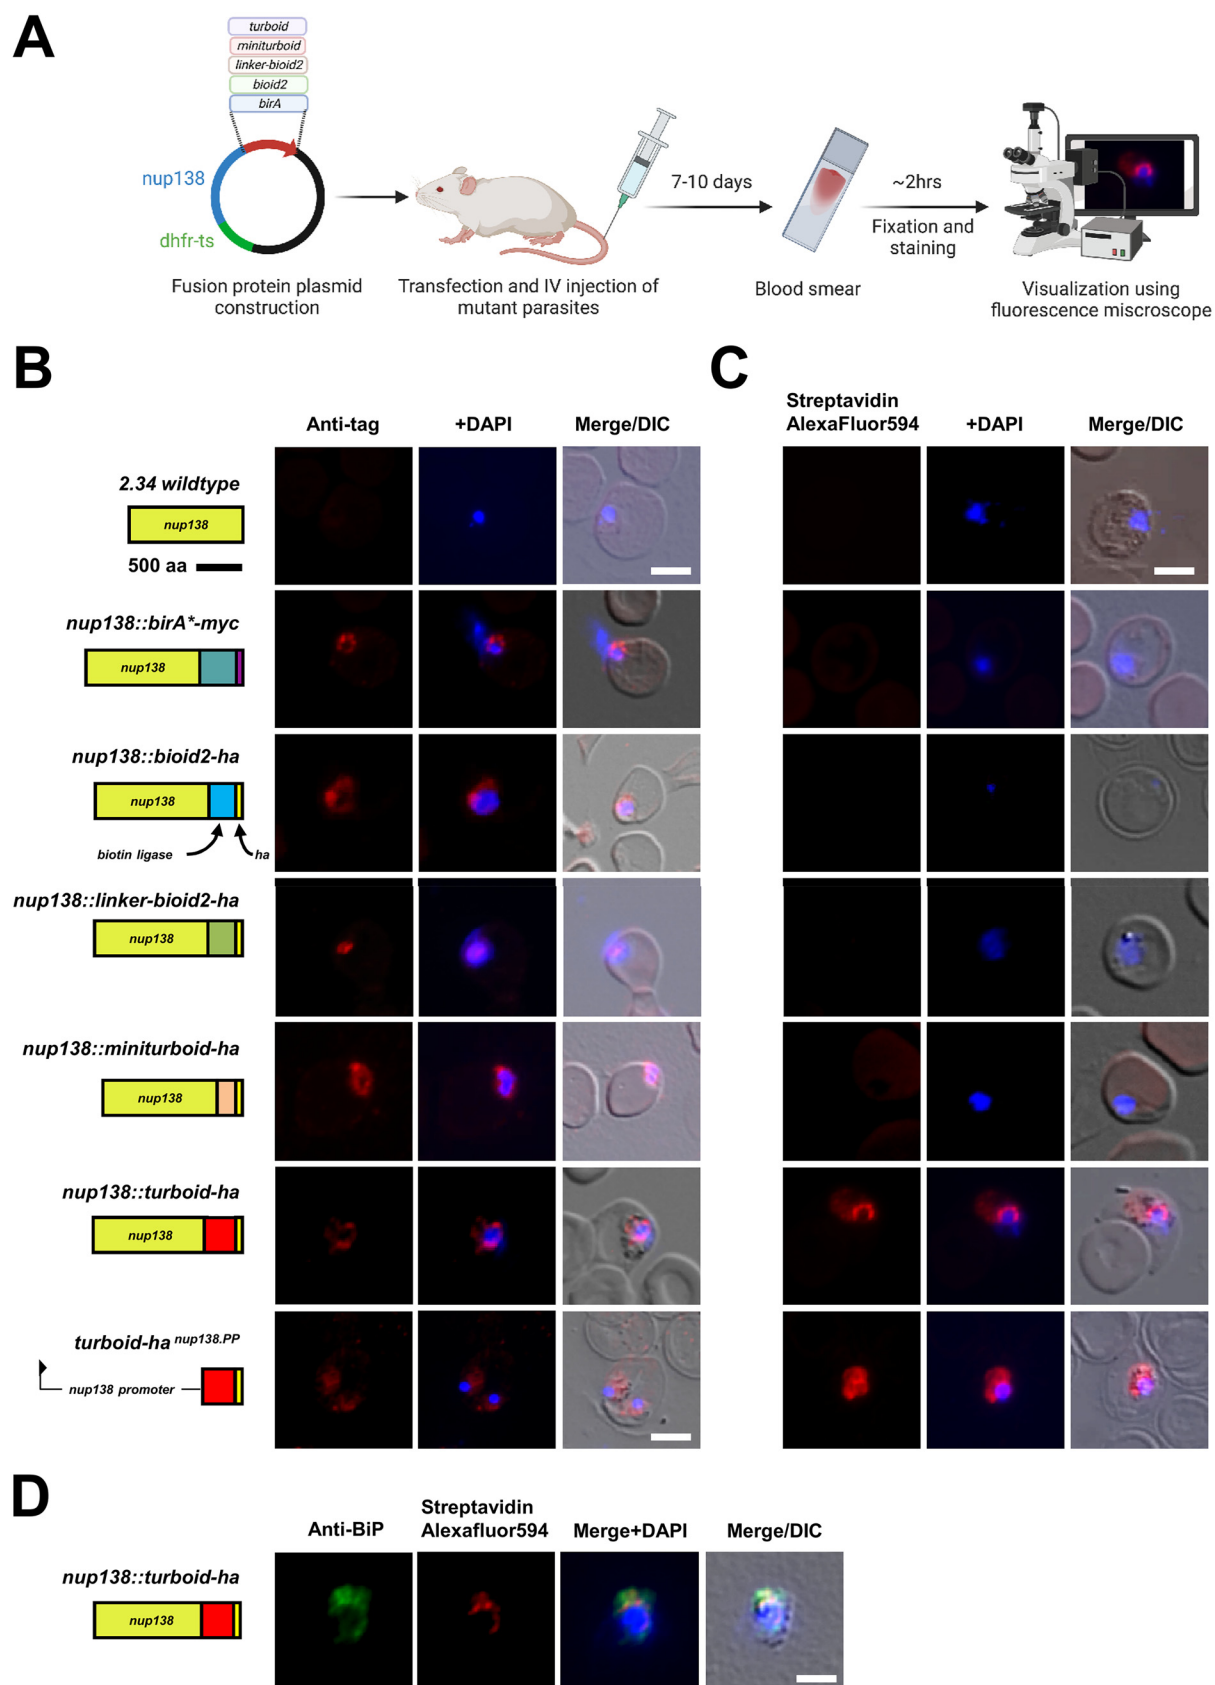 A
turboid
miniturboid
linker-bioid2
bioid2
birA
nup138
dhfr-ts
7-10 days
~2hrs
Fixation and
staining
Fusion protein plasmid
construction
Transfection and IV injection of
mutant parasites
Blood smear
Visualization using
fluorescence miscroscope
B
Anti-tag
+DAPI
Merge/DIC
2.34 wildtype
nup138
500 aa
nup138::birA*-myc
nup138
nup138::bioid2-ha
nup138
biotin ligase
ha
nup138::linker-bioid2-ha
nup138
nup138::miniturboid-ha
nup138
nup138::turboid-ha
nup138
turboid-ha nup138.PP
nup138 promoter
C
Streptavidin
AlexaFluor594
+DAPI
Merge/DIC
D
Anti-BiP
Streptavidin
Alexafluor594
Merge+DAPI
Merge/DIC
nup138::turboid-ha
nup138